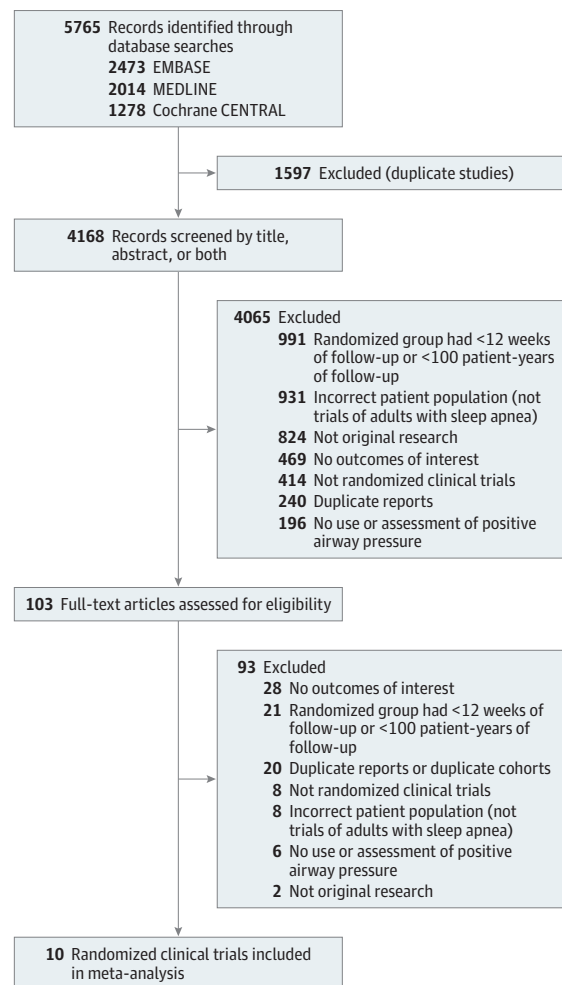 5765 Records identified through
database searches
2473 EMBASE
2014 MEDLINE
1278 Cochrane CENTRAL
1597 Excluded (duplicate studies)
4168 Records screened by title,
abstract, or both
4065 Excluded
991 Randomized group had <12 weeks
of follow-up or <100 patient-years
of follow-up
931 Incorrect patient population (not
trials of adults with sleep apnea)
824 Not original research
469 No outcomes of interest
414 Not randomized clinical trials
240 Duplicate reports
196 No use or assessment of positive
airway pressure
103 Full-text articles assessed for eligibility
93 Excluded
28 No outcomes of interest
21 Randomized group had <12 weeks of
follow-up or <100 patient-years of
follow-up
20 Duplicate reports or duplicate cohorts
8 Not randomized clinical trials
8 Incorrect patient population (not
trials of adults with sleep apnea)
6 No use or assessment of positive
airway pressure
2 Not original research
10 Randomized clinical trials included
in meta-analysis